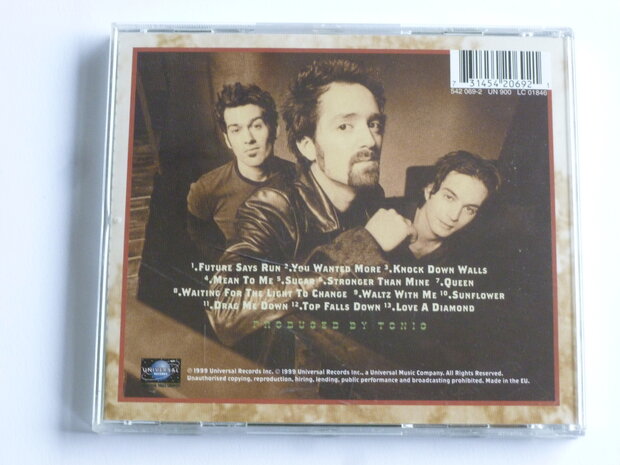 7 31454 20692 1
542 069-2 UN 900 LC 01846
1.FUTURE SAYS RUN 2.YOU WANTED MORE 3.KNOCK DOWN WALLS
4.MEAN TO ME 5.SUGAR 6.STRONGER THAN MINE 7.QUEEN
8.WAITING FOR THE LIGHT TO CHANGE 9.WALTZ WITH ME 10.SUNFLOWER
11.DRAG ME DOWN 12.TOP FALLS DOWN 13.LOVE A DIAMOND
PRODUCED BY TONIC
UNIVERSAL
RECORDS
℗ 1999 Universal Records Inc. © 1999 Universal Records Inc., a Universal Music Company. All Rights Reserved.
Unauthorised copying, reproduction, hiring, lending, public performance and broadcasting prohibited. Made in the EU.